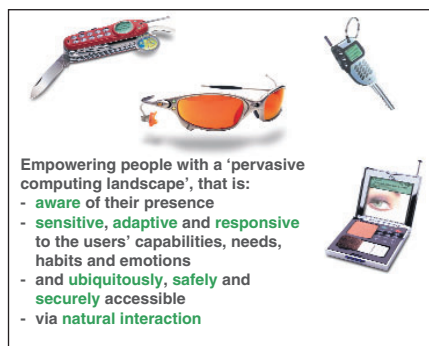 Empowering people with a ‘pervasive
computing landscape’, that is:
- aware of their presence
- sensitive, adaptive and responsive
to the users’ capabilities, needs,
habits and emotions
- and ubiquitously, safely and
securely accessible
- via natural interaction